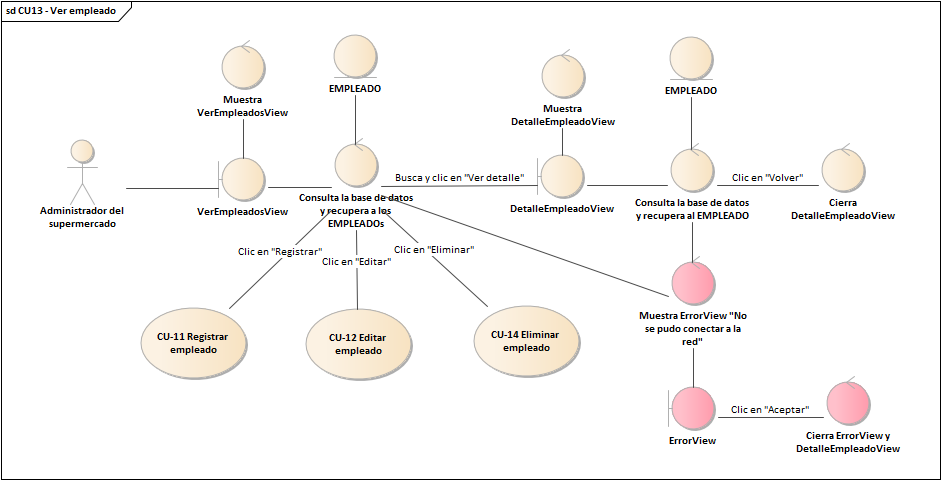 sd CU13 - Ver empleado
Muestra
VerEmpleadosView
EMPLEADO
Muestra
DetalleEmpleadoView
EMPLEADO
Administrador del
supermercado
VerEmpleadosView
Consulta la base de datos
y recupera a los
EMPLEADOs
Busca y clic en "Ver detalle"
DetalleEmpleadoView
Consulta la base de datos
y recupera al EMPLEADO
Clic en "Volver"
Cierra
DetalleEmpleadoView
Clic en "Registrar"
Clic en "Editar"
Clic en "Eliminar"
CU-11 Registrar
empleado
CU-12 Editar
empleado
CU-14 Eliminar
empleado
Muestra ErrorView "No
se pudo conectar a la
red"
ErrorView
Clic en "Aceptar"
Cierra ErrorView y
DetalleEmpleadoView